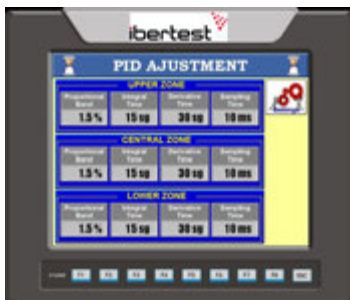 ibertest
PID AJUSTMENT
UPPER ZONE
Proportional Integral Derivative Sampling
Band Time Time Time
1.5 % 15 sg 30 sg 10 ms
CENTRAL ZONE
Proportional Integral Derivative Sampling
Band Time Time Time
1.5 % 15 sg 30 sg 10 ms
LOWER ZONE
Proportional Integral Derivative Sampling
Band Time Time Time
1.5 % 15 sg 30 sg 10 ms
F1 F2 F3 F4 F5 F6 F7 F8 ESC